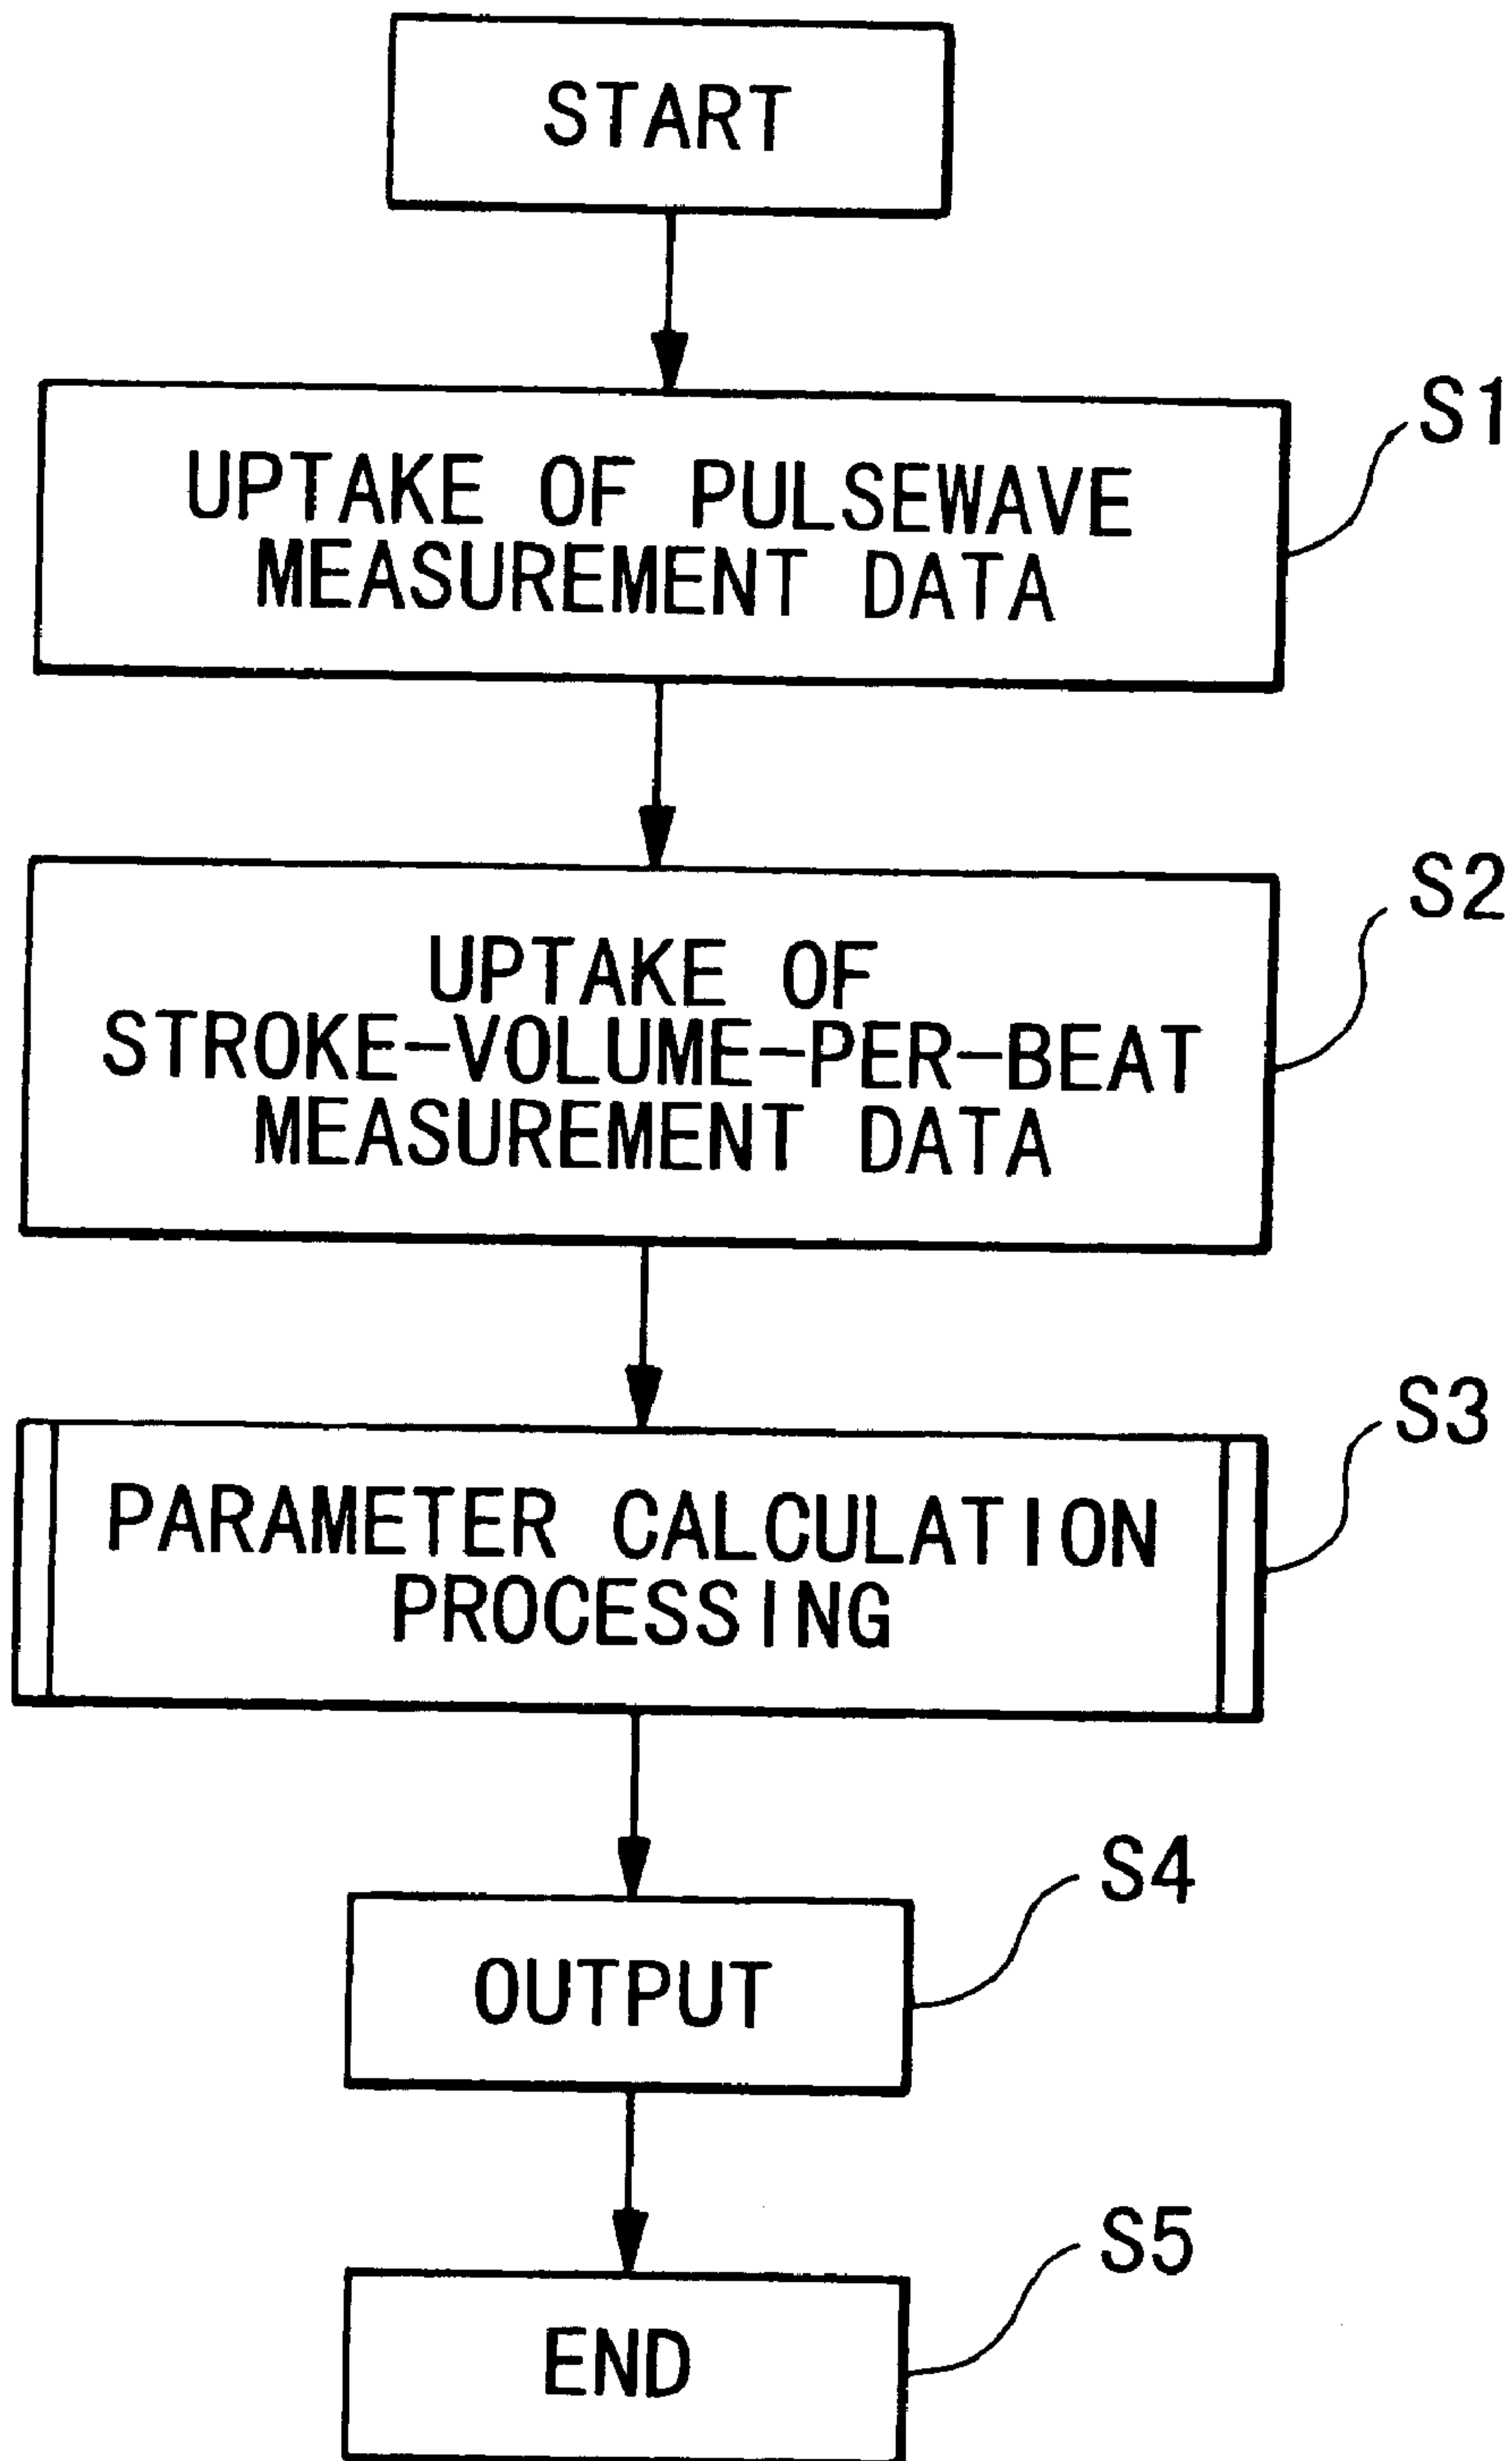 START
S1
UPTAKE OF PULSEWAVE
MEASUREMENT DATA
S2
UPTAKE OF
STROKE-VOLUME-PER-BEAT
MEASUREMENT DATA
S3
PARAMETER CALCULATION
PROCESSING
S4
OUTPUT
S5
END